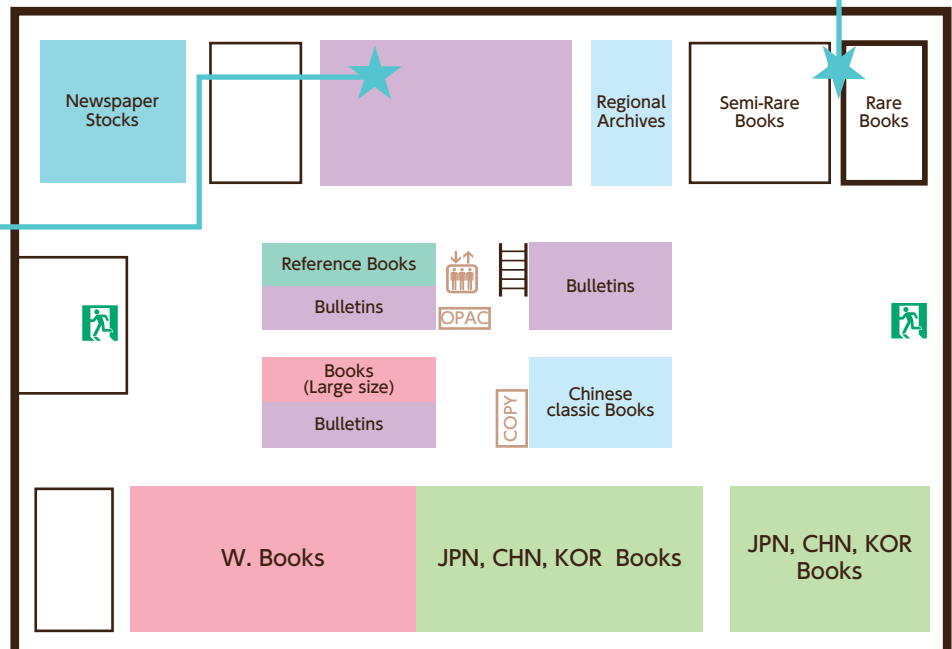 Newspaper
Stocks
Regional
Archives
Semi-Rare
Books
Rare
Books
Reference Books
Bulletins
OPAC
Bulletins
Books
(Large size)
Bulletins
COPY
Chinese
classic Books
W. Books
JPN, CHN, KOR Books
JPN, CHN, KOR
Books